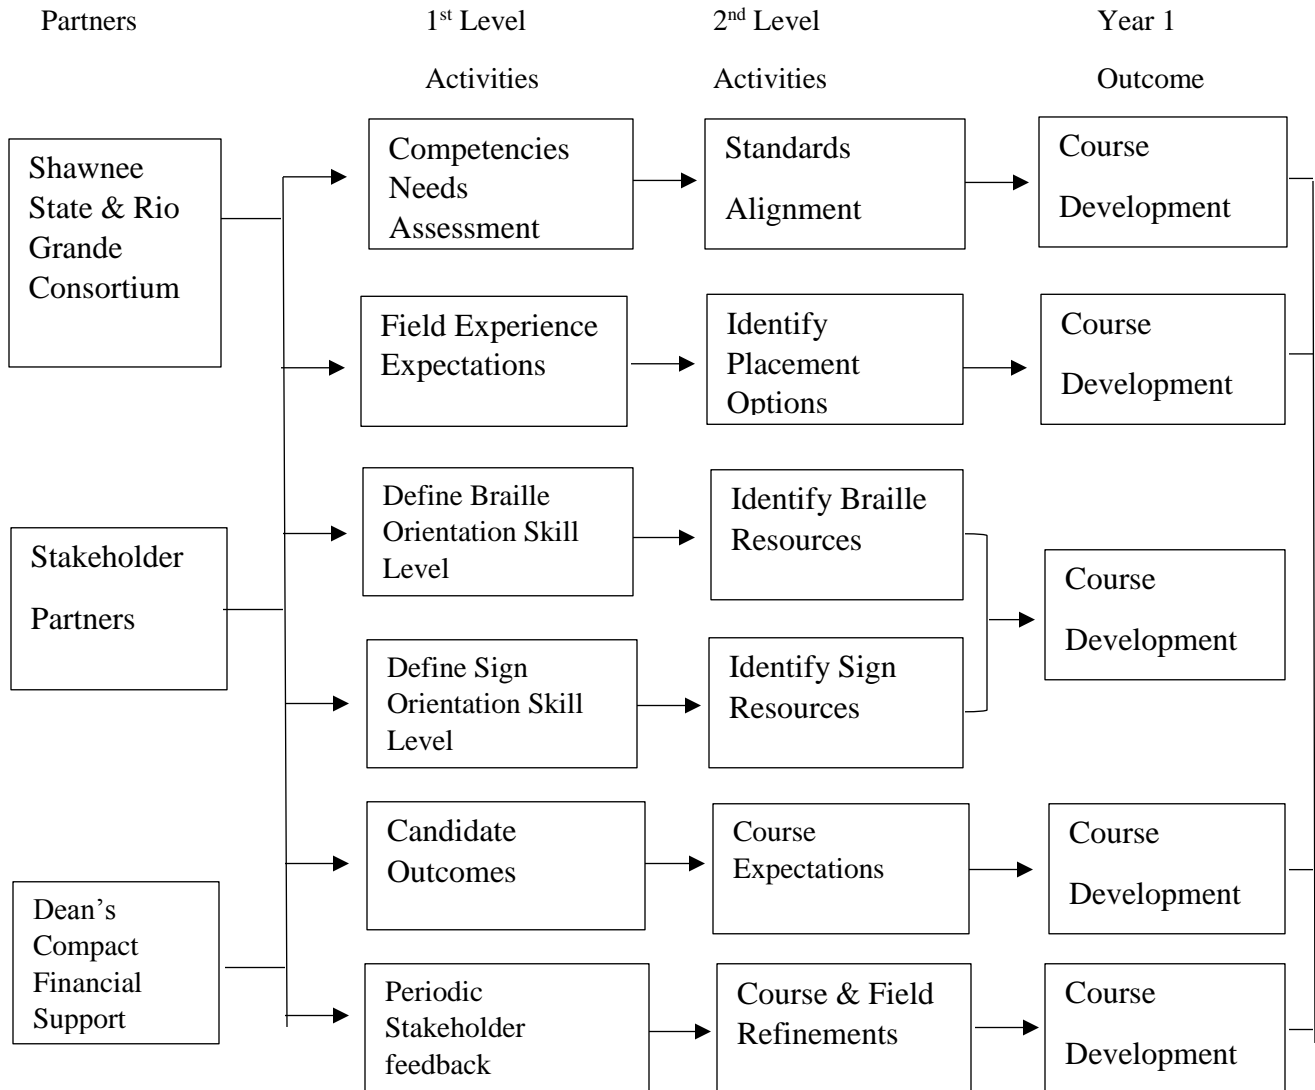 Partners
1st Level
Activities
2nd Level
Activities
Year 1
Outcome
Shawnee
State & Rio
Grande
Consortium
Competencies
Needs
Assessment
Standards
Alignment
Course
Development
Field Experience
Expectations
Identify
Placement
Options
Course
Development
Stakeholder
Partners
Define Braille
Orientation Skill
Level
Identify Braille
Resources
Define Sign
Orientation Skill
Level
Identify Sign
Resources
Course
Development
Dean’s
Compact
Financial
Support
Candidate
Outcomes
Course
Expectations
Course
Development
Periodic
Stakeholder
feedback
Course & Field
Refinements
Course
Development